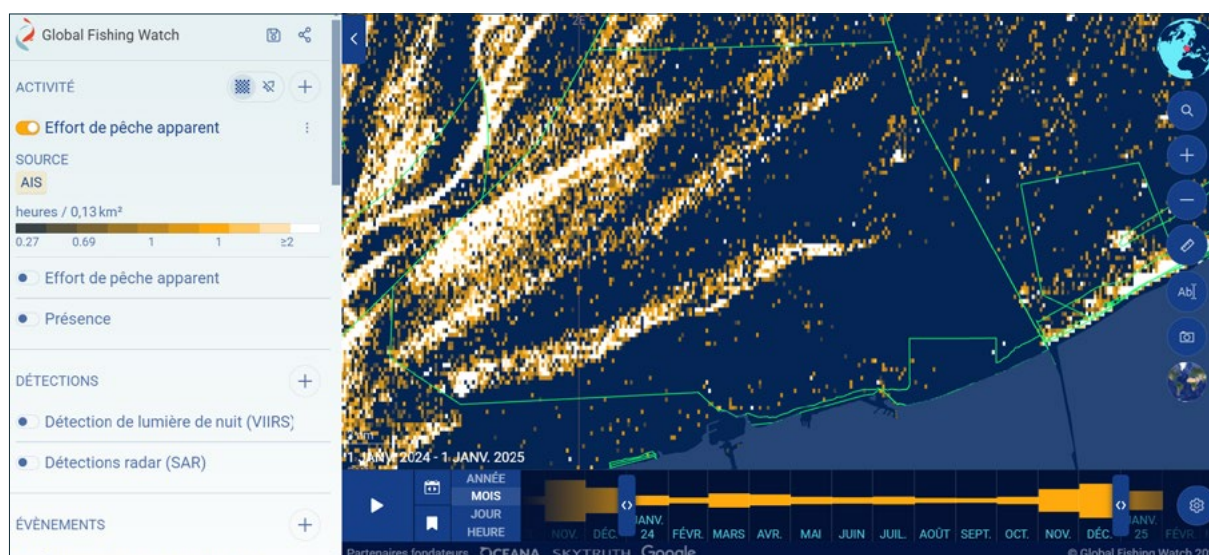 Global Fishing Watch
ACTIVITÉ
Effort de pêche apparent
SOURCE
AIS
heures / 0,13 km²
0.27 0.69 1 1 ≥2
Effort de pêche apparent
Présence
DÉTECTIONS
Détection de lumière de nuit (VIIRS)
Détections radar (SAR)
ÉVÈNEMENTS
2E
Ab
1 JANV. 2024 - 1 JANV. 2025
ANNÉE
MOIS
JOUR
HEURE
NOV. DÉC. JANV. 24 FÉVR. MARS AVR. MAI JUIN JUIL. AOÛT SEPT. OCT. NOV. DÉC. JANV. 25 FÉVR
Partenaires fondateurs OCEANA SKYTRUTH Google
© Global Fishing Watch 20